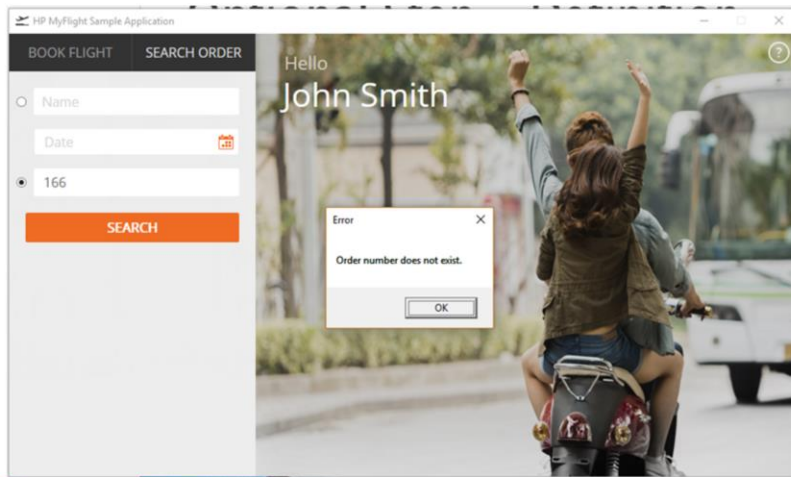 HP MyFlight Sample Application
BOOK FLIGHT
SEARCH ORDER
?
Hello
John Smith
Name
Date
166
SEARCH
Error
Order number does not exist.
OK